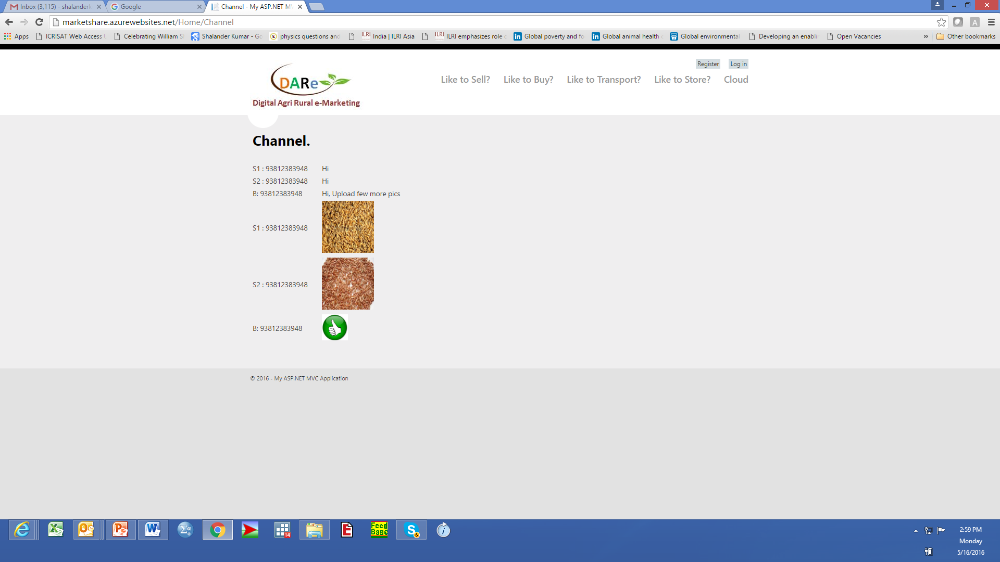 Inbox (3,115) - shalanderk
Google
Channel - My ASP.NET MV
marketshare.azurewebsites.net/Home/Channel
Apps
ICRISAT Web Access
Celebrating William S
Shalander Kumar - Go
physics questions and
ILRI
India | ILRI Asia
ILRI
ILRI emphasizes role
Global poverty and fo
Global animal health
Global environmental
Developing an enablin
Open Vacancies
»
Other bookmarks
Register
Log in
DARe
Digital Agri Rural e-Marketing
Like to Sell?
Like to Buy?
Like to Transport?
Like to Store?
Cloud
Channel.
S1 : 93812383948 Hi
S2 : 93812383948 Hi
B: 93812383948 Hi, Upload few more pics
S1 : 93812383948
S2 : 93812383948
B: 93812383948
© 2016 - My ASP.NET MVC Application
14
E
Feed
Base
6
2:59 PM
Monday
5/16/2016